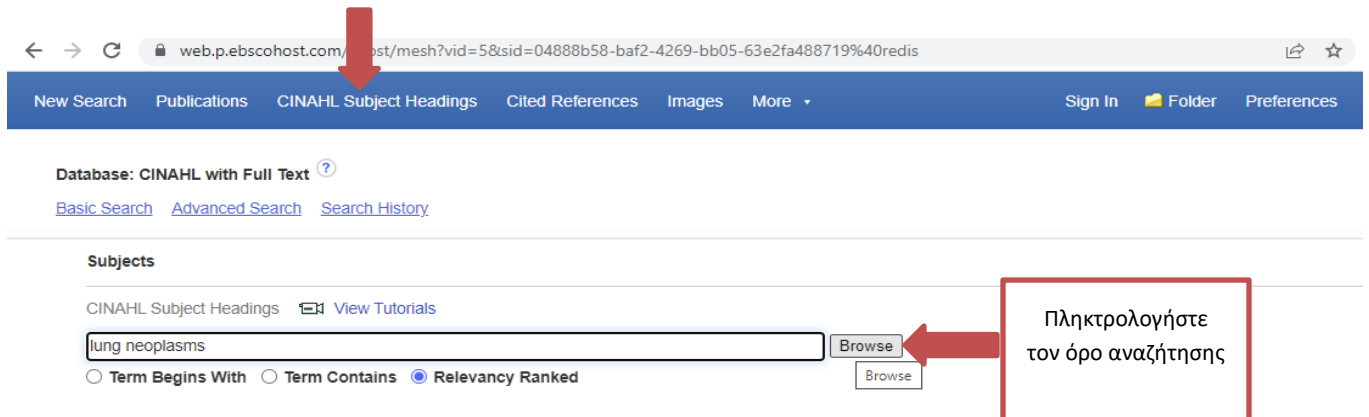 web.p.ebscohost.com/ehost/mesh?vid=5&sid=04888b58-baf2-4269-bb05-63e2fa488719%40redis
New Search Publications CINAHL Subject Headings Cited References Images More Sign In Folder Preferences
Database: CINAHL with Full Text ?
Basic Search Advanced Search Search History
Subjects
CINAHL Subject Headings View Tutorials
lung neoplasms Browse
Term Begins With Term Contains Relevancy Ranked Browse
Πληκτρολογήστε
τον όρο αναζήτησης